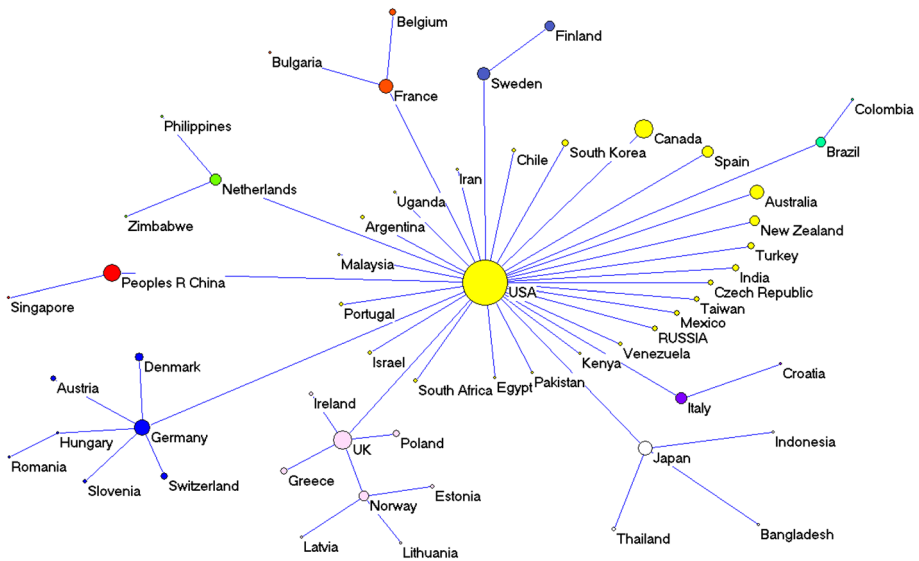 Belgium
Finland
Bulgaria
Sweden
France
Colombia
Philippines
Canada
South Korea
Brazil
Chile
Spain
Iran
Netherlands
Uganda
Australia
Zimbabwe
Argentina
New Zealand
Turkey
Malaysia
Peoples R China
India
USA
Czech Republic
Singapore
Taiwan
Portugal
Mexico
RUSSIA
Venezuela
Israel
Kenya
Denmark
Croatia
Pakistan
Egypt
South Africa
Austria
Ireland
Italy
Germany
Hungary
Poland
Indonesia
UK
Japan
Romania
Greece
Switzerland
Slovenia
Estonia
Norway
Bangladesh
Thailand
Latvia
Lithuania